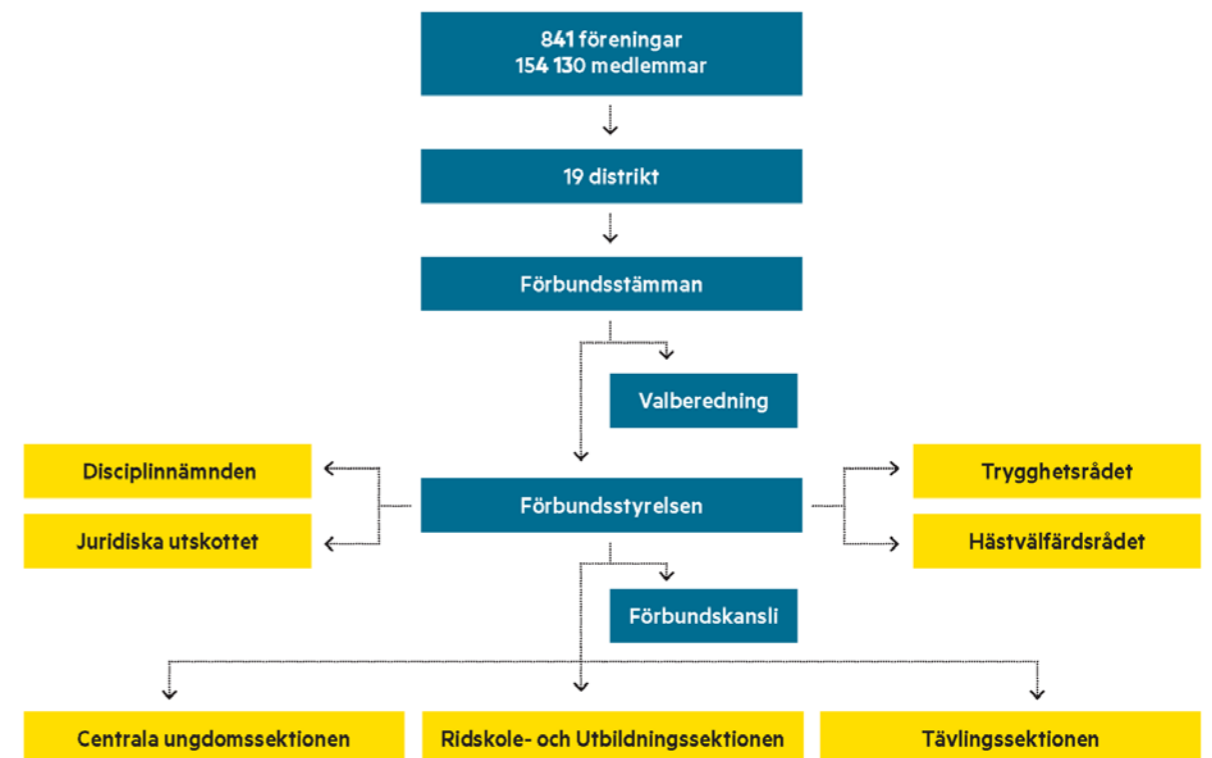 841 föreningar
154 130 medlemmar
19 distrikt
Förbundsstämman
Valberedning
Disciplinnämnden
Trygghetsrådet
Förbundsstyrelsen
Juridiska utskottet
Hästvälfärdsrådet
Förbundskansli
Centrala ungdomssektionen
Ridskole- och Utbildningssektionen
Tävlingssektionen